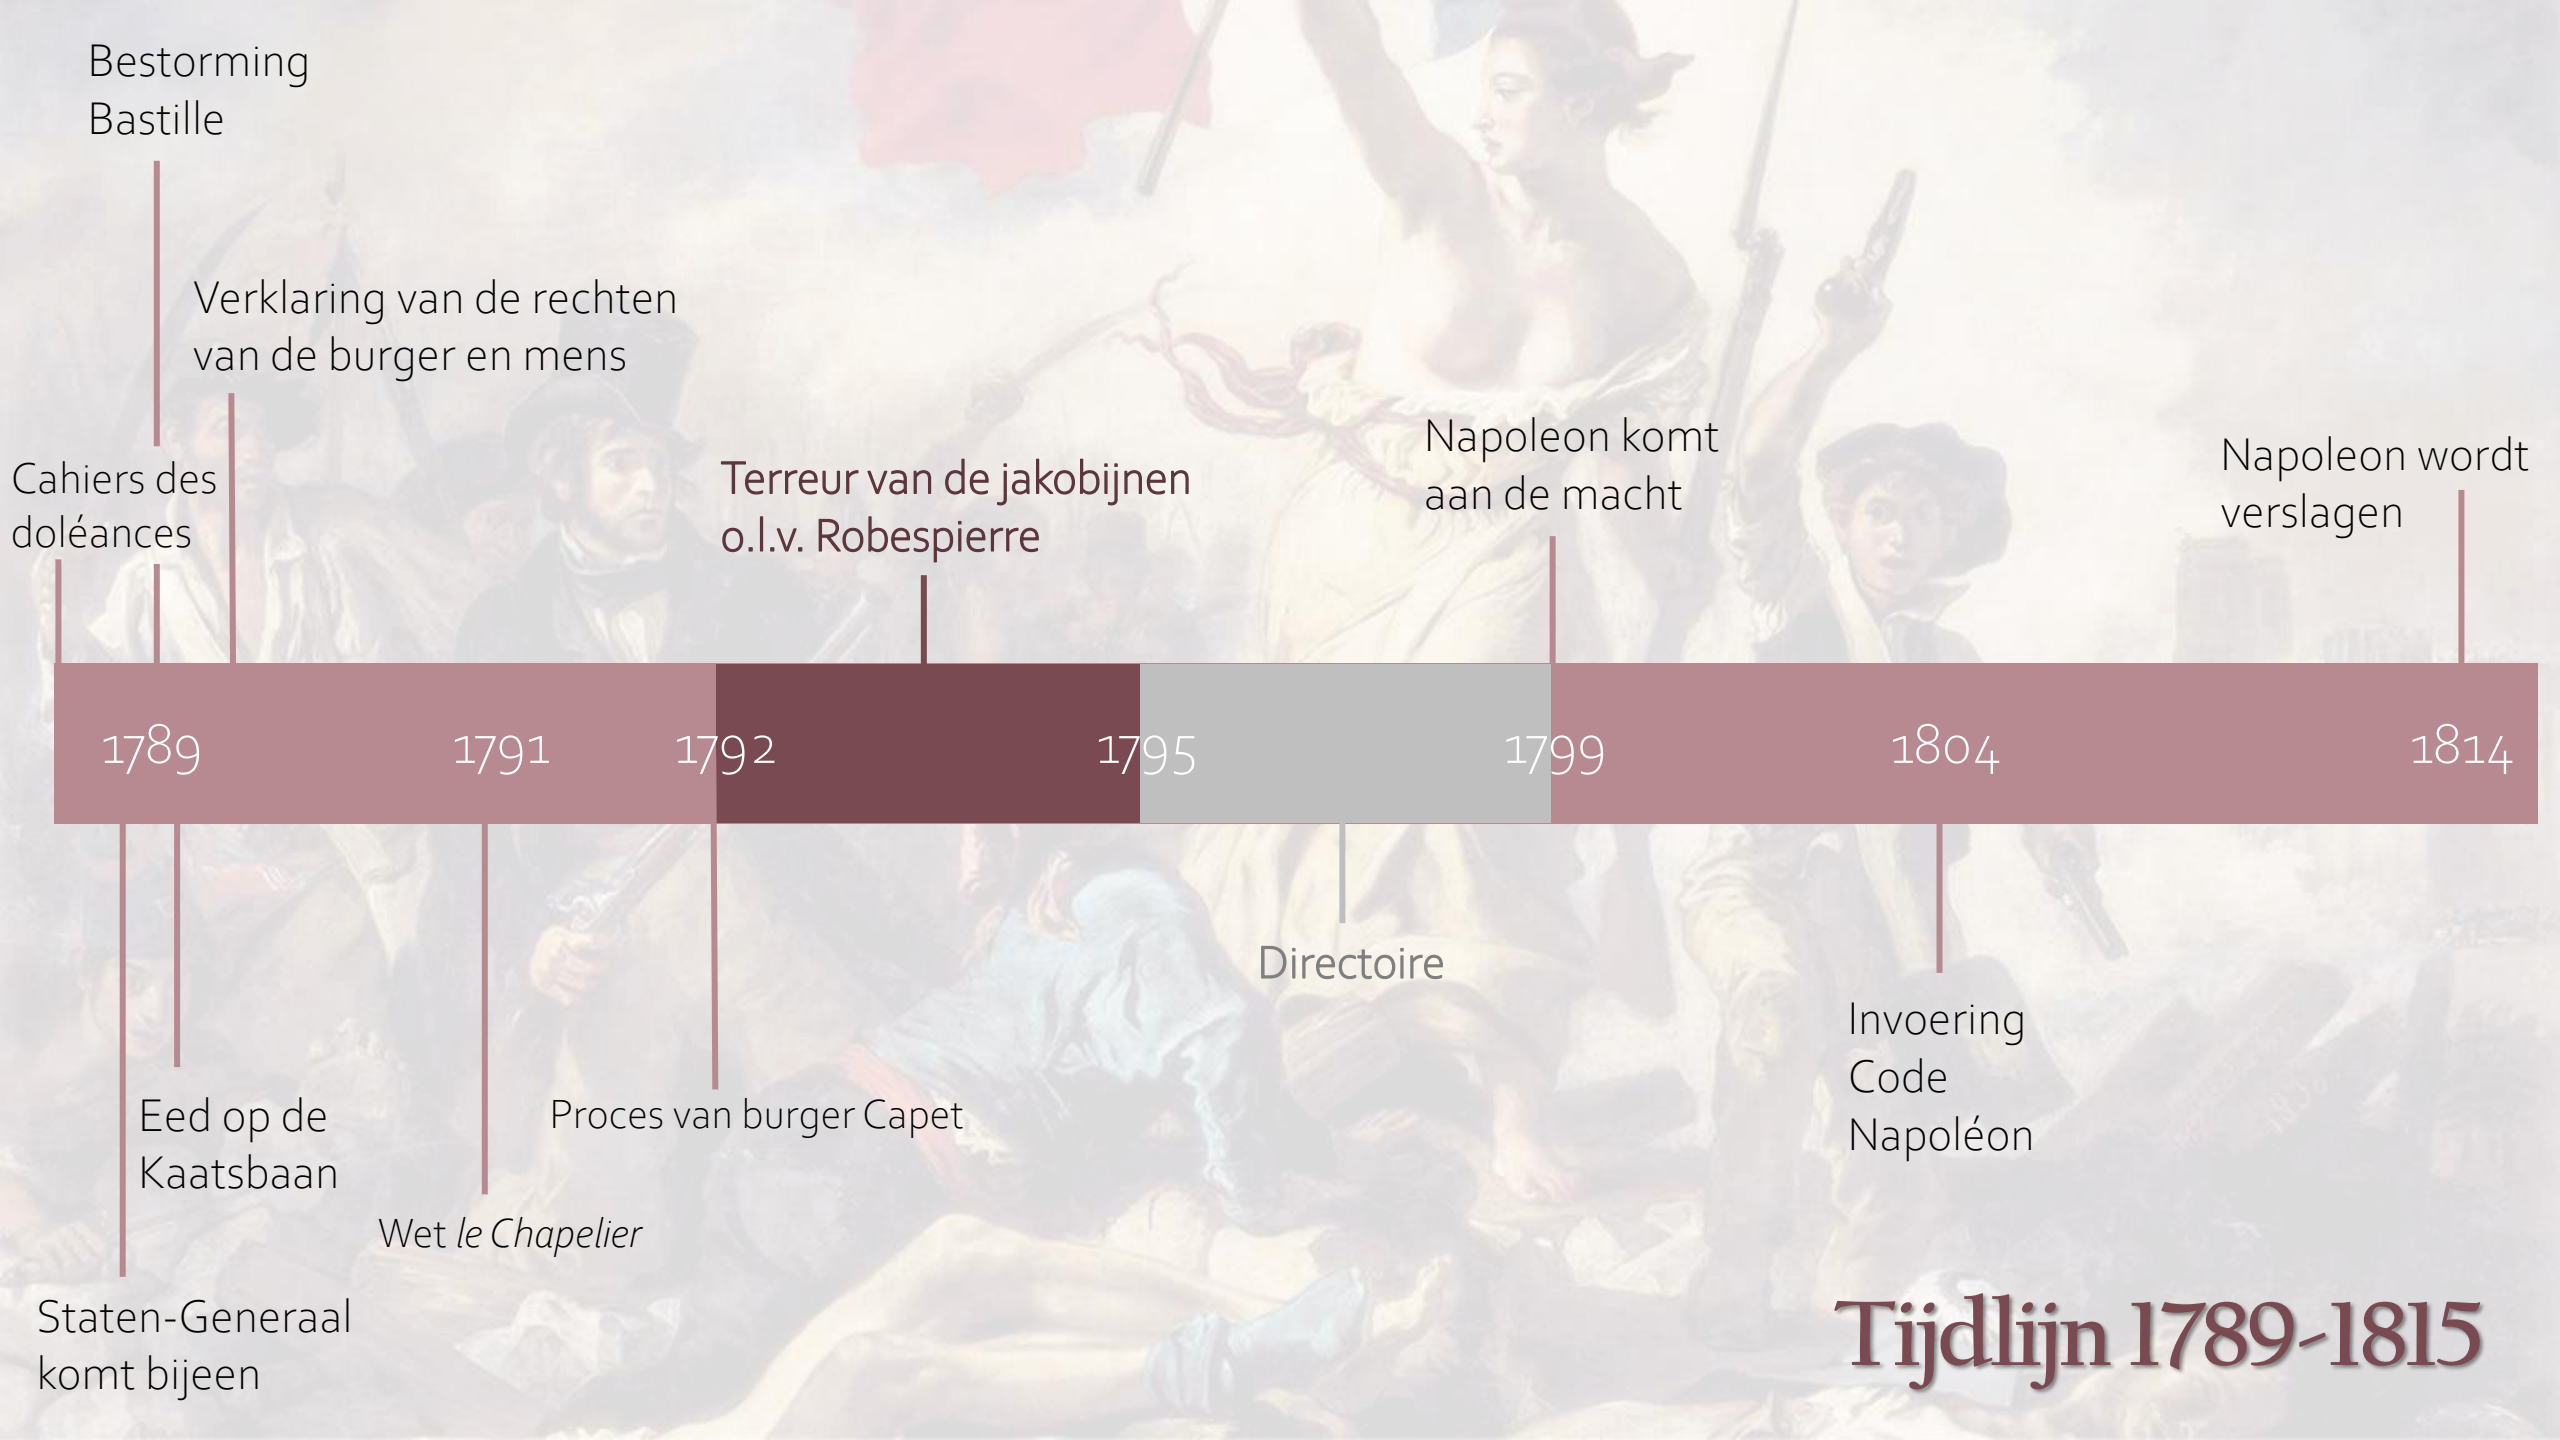 Bestorming
Bastille
Verklaring van de rechten
van de burger en mens
Cahiers des
doléances
Terreur van de jakobijnen
o.l.v. Robespierre
Napoleon komt
aan de macht
Napoleon wordt
verslagen
1789
1791
1792
1795
1799
1804
1814
Directoire
Invoering
Code
Napoléon
Eed op de
Kaatsbaan
Proces van burger Capet
Wet le Chapelier
Staten-Generaal
komt bijeen
Tijdlijn 1789-1815